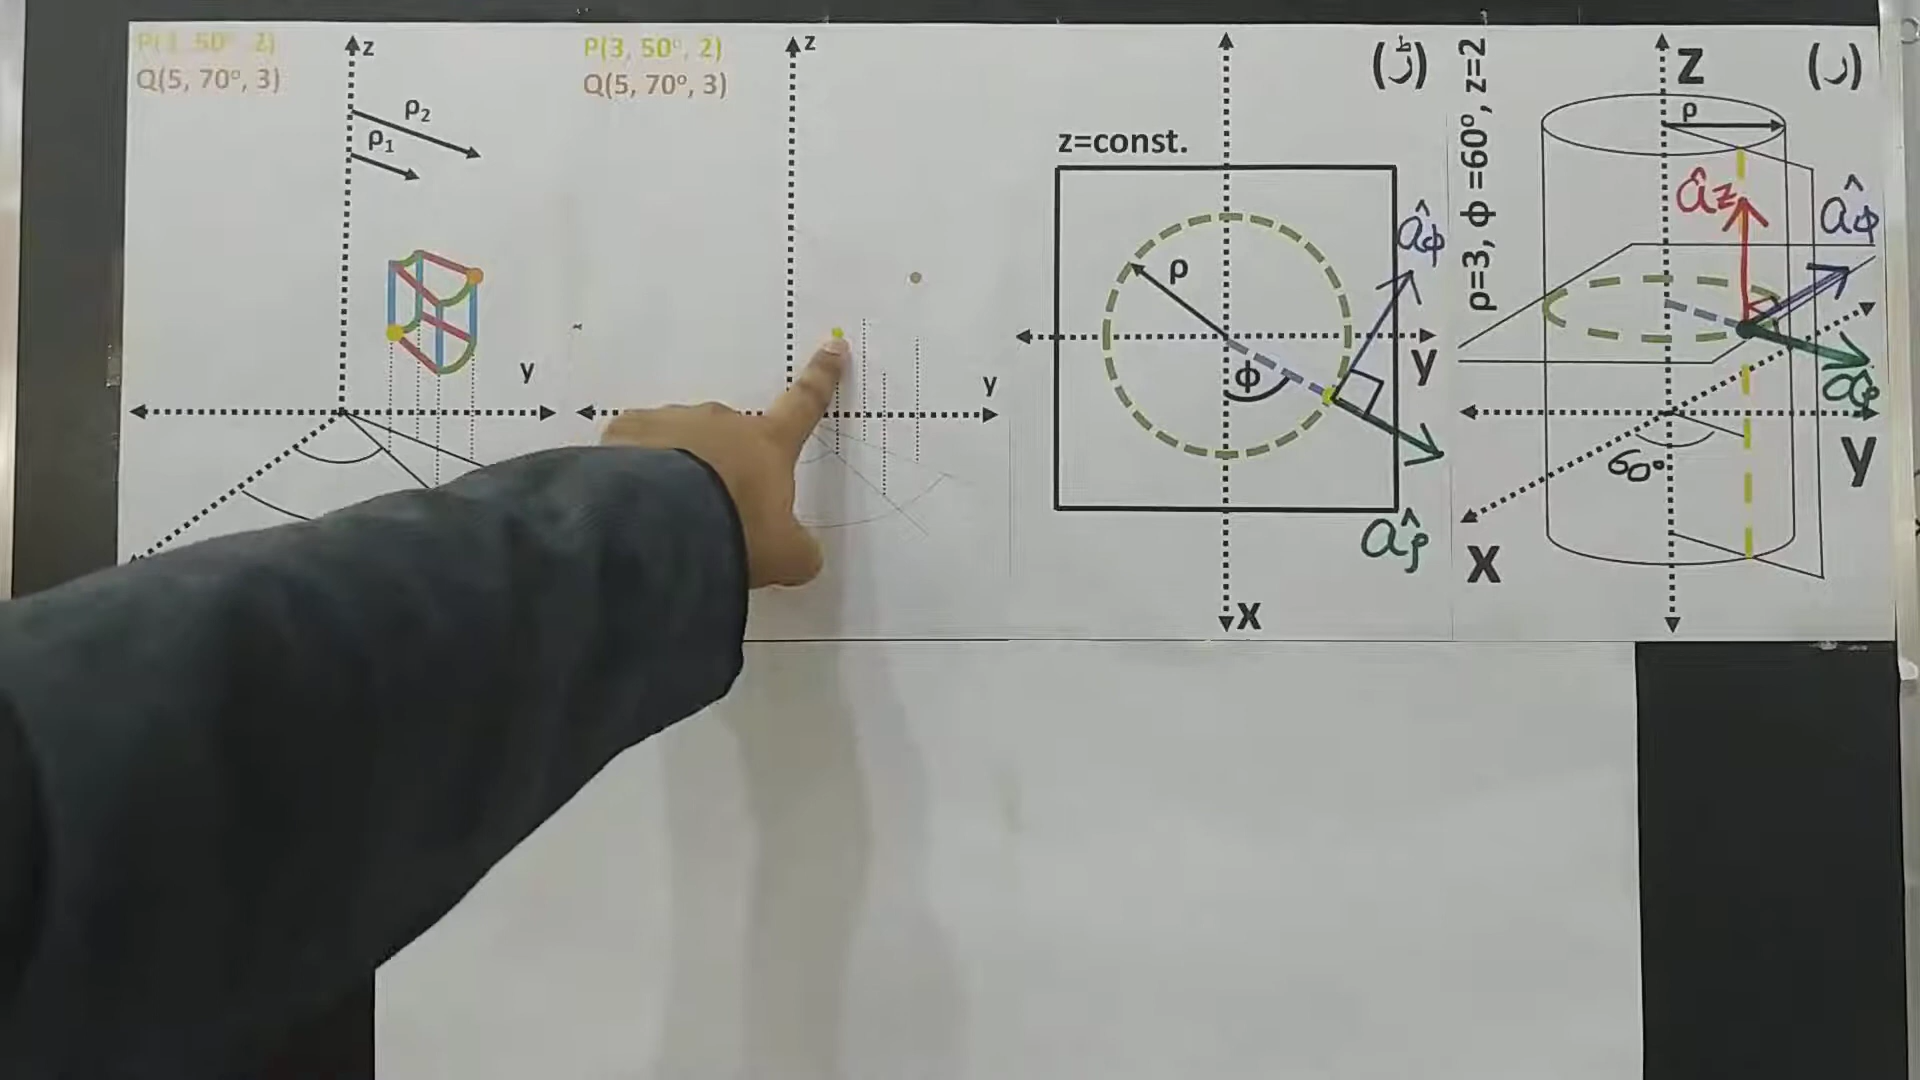 P(3, 50°, 2)
Q(5, 70°, 3)
z
ρ₂
ρ₁
y
P(3, 50°, 2)
Q(5, 70°, 3)
z
y
(ڑ)
z=const.
ρ
ϕ
y
x
âϕ
âρ
ρ=3, ϕ =60°, z=2
(ر)
z
ρ
âz
âϕ
âρ
60°
y
x